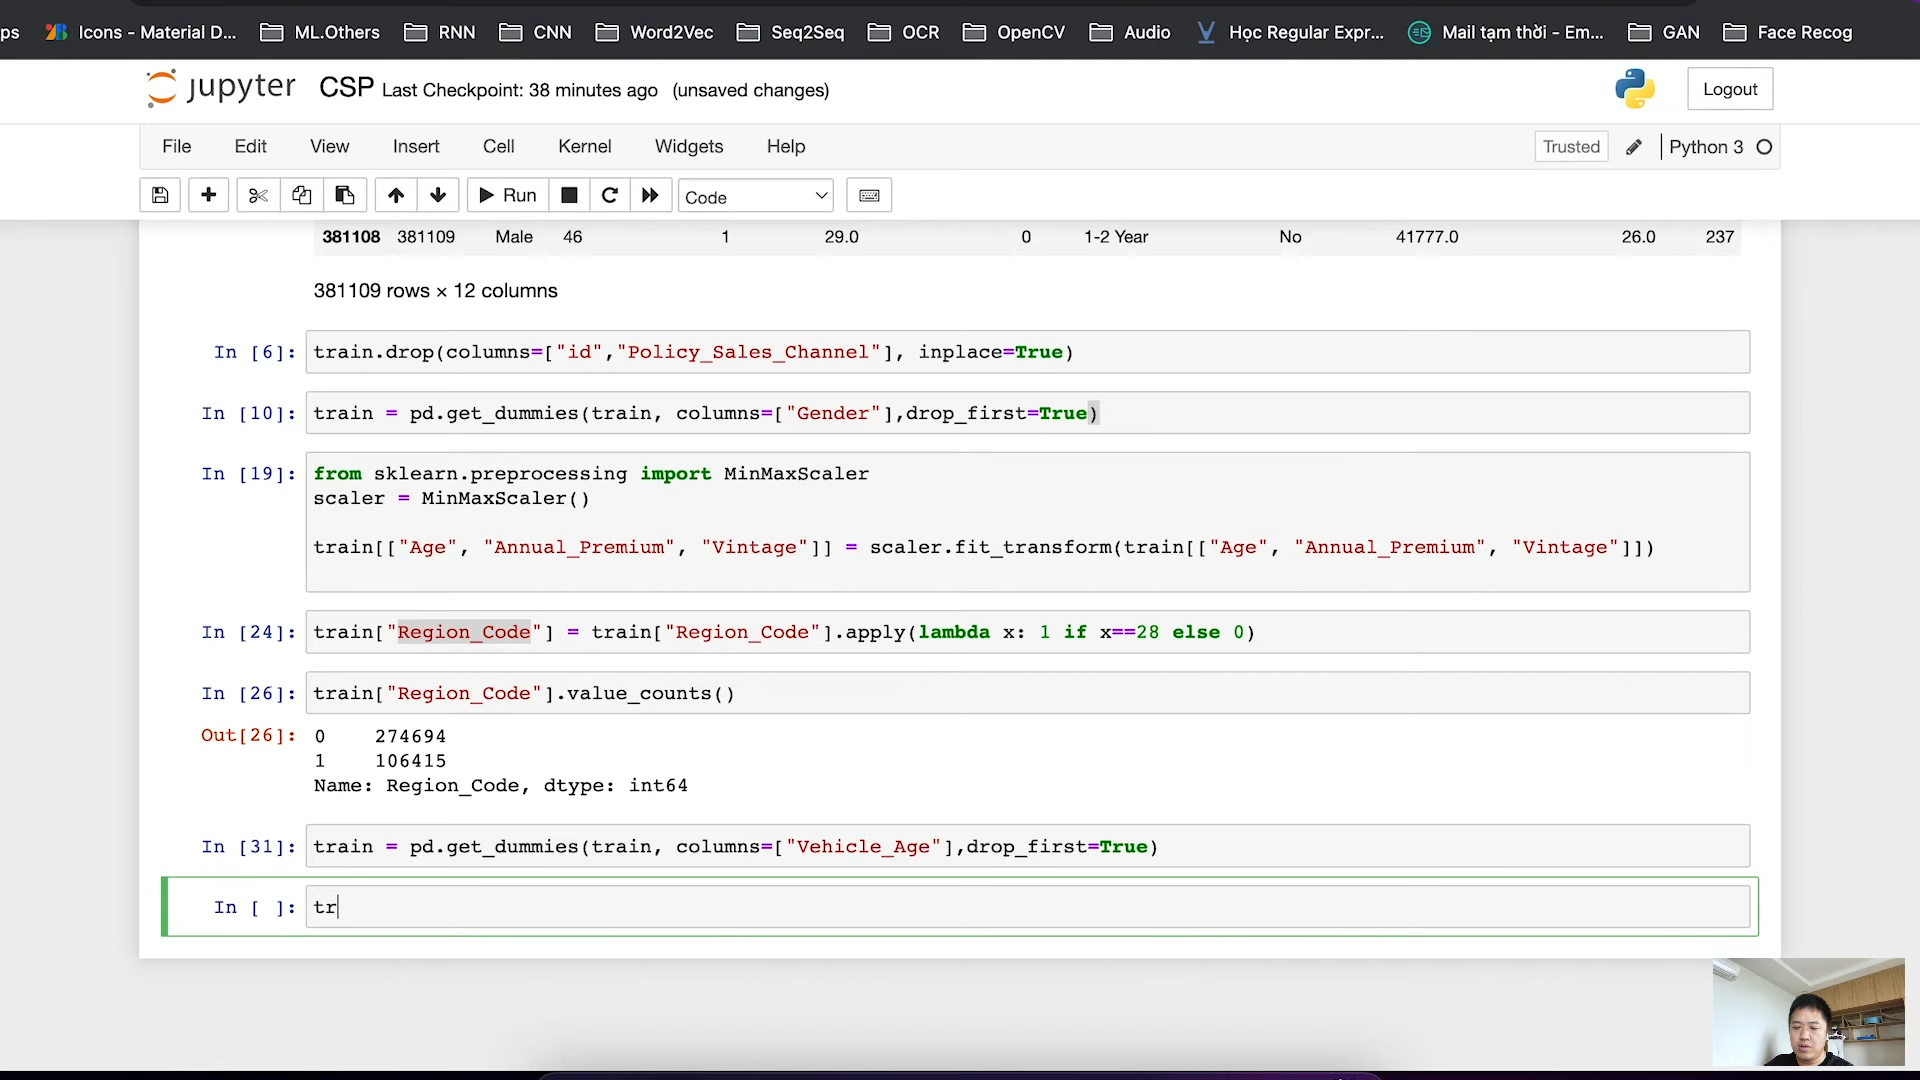 ps Icons - Material D... ML.Others RNN CNN Word2Vec Seq2Seq OCR OpenCV Audio Học Regular Expr... Mail tạm thời - Em... GAN Face Recog
jupyter CSP Last Checkpoint: 38 minutes ago (unsaved changes) Logout
File Edit View Insert Cell Kernel Widgets Help Trusted Python 3
Run Code
381108 381109 Male 46 1 29.0 0 1-2 Year No 41777.0 26.0 237
381109 rows × 12 columns
In [6]: train.drop(columns=["id","Policy_Sales_Channel"], inplace=True)
In [10]: train = pd.get_dummies(train, columns=["Gender"],drop_first=True)
In [19]: from sklearn.preprocessing import MinMaxScaler
scaler = MinMaxScaler()
train[["Age", "Annual_Premium", "Vintage"]] = scaler.fit_transform(train[["Age", "Annual_Premium", "Vintage"]])
In [24]: train["Region_Code"] = train["Region_Code"].apply(lambda x: 1 if x==28 else 0)
In [26]: train["Region_Code"].value_counts()
Out[26]: 0 274694
1 106415
Name: Region_Code, dtype: int64
In [31]: train = pd.get_dummies(train, columns=["Vehicle_Age"],drop_first=True)
In [ ]: tr